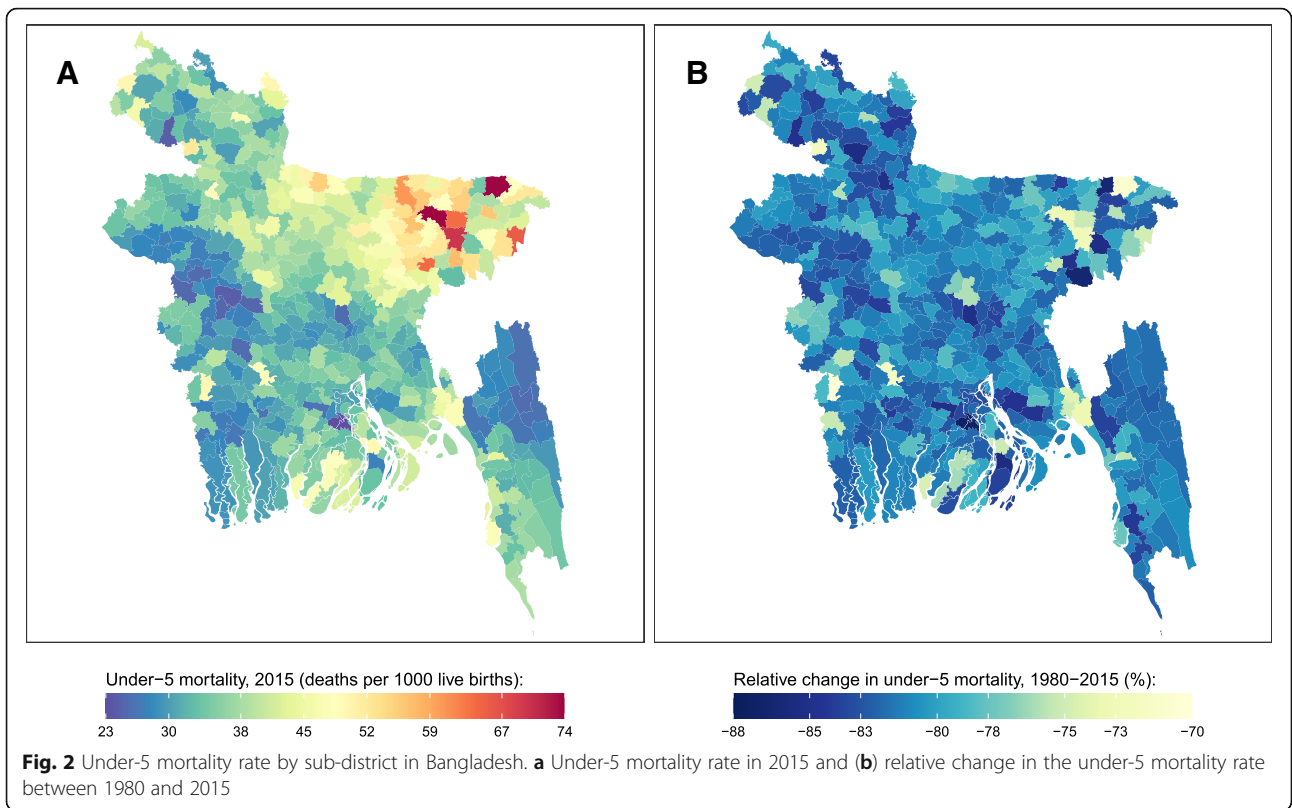 A
B
Under−5 mortality, 2015 (deaths per 1000 live births):
23 30 38 45 52 59 67 74
Relative change in under−5 mortality, 1980−2015 (%):
−88 −85 −83 −80 −78 −75 −73 −70
Fig. 2 Under-5 mortality rate by sub-district in Bangladesh. a Under-5 mortality rate in 2015 and (b) relative change in the under-5 mortality rate
between 1980 and 2015